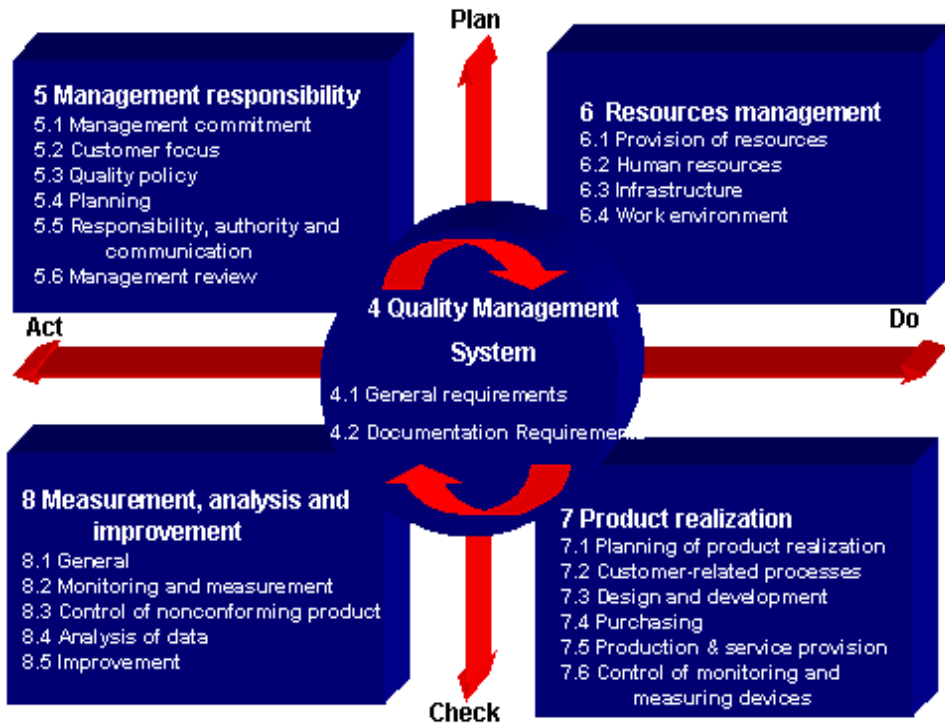 Plan
5 Management responsibility
5.1 Management commitment
5.2 Customer focus
5.3 Quality policy
5.4 Planning
5.5 Responsibility, authority and
communication
5.6 Management review
6 Resources management
6.1 Provision of resources
6.2 Human resources
6.3 Infrastructure
6.4 Work environment
Act
Do
4 Quality Management
System
4.1 General requirements
4.2 Documentation Requirements
8 Measurement, analysis and
improvement
8.1 General
8.2 Monitoring and measurement
8.3 Control of nonconforming product
8.4 Analysis of data
8.5 Improvement
7 Product realization
7.1 Planning of product realization
7.2 Customer-related processes
7.3 Design and development
7.4 Purchasing
7.5 Production & service provision
7.6 Control of monitoring and
measuring devices
Check